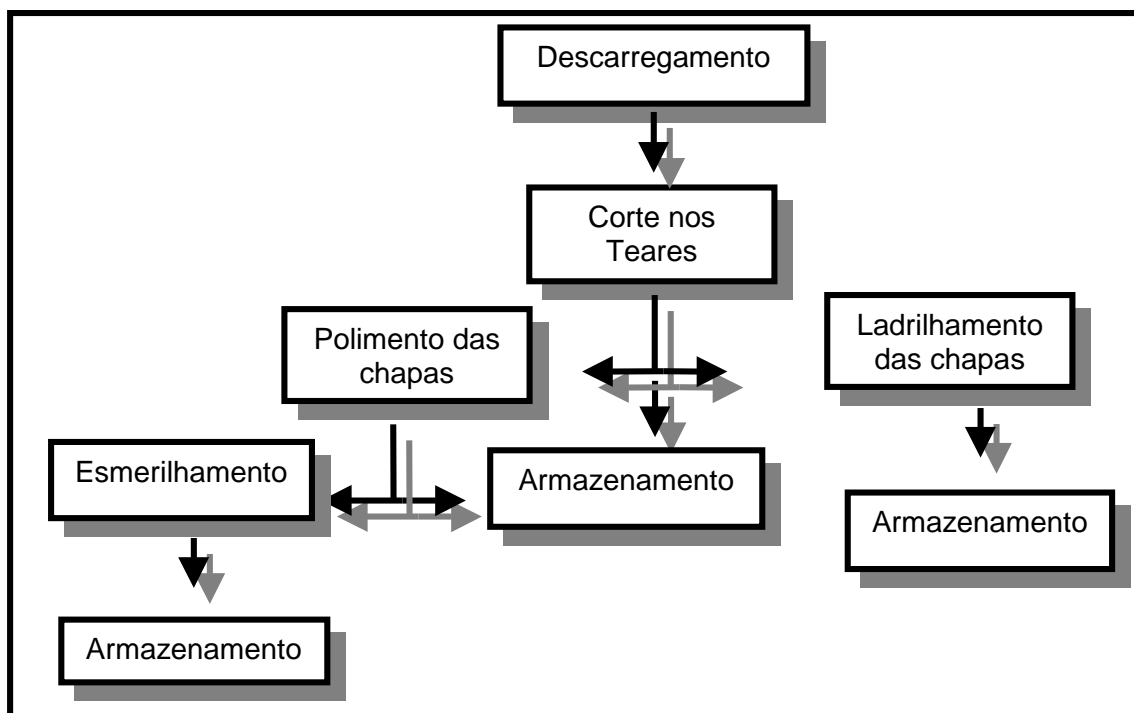 Descarregamento
Corte nos
Teares
Polimento das
chapas
Ladrilhamento
das chapas
Esmerilhamento
Armazenamento
Armazenamento
Armazenamento